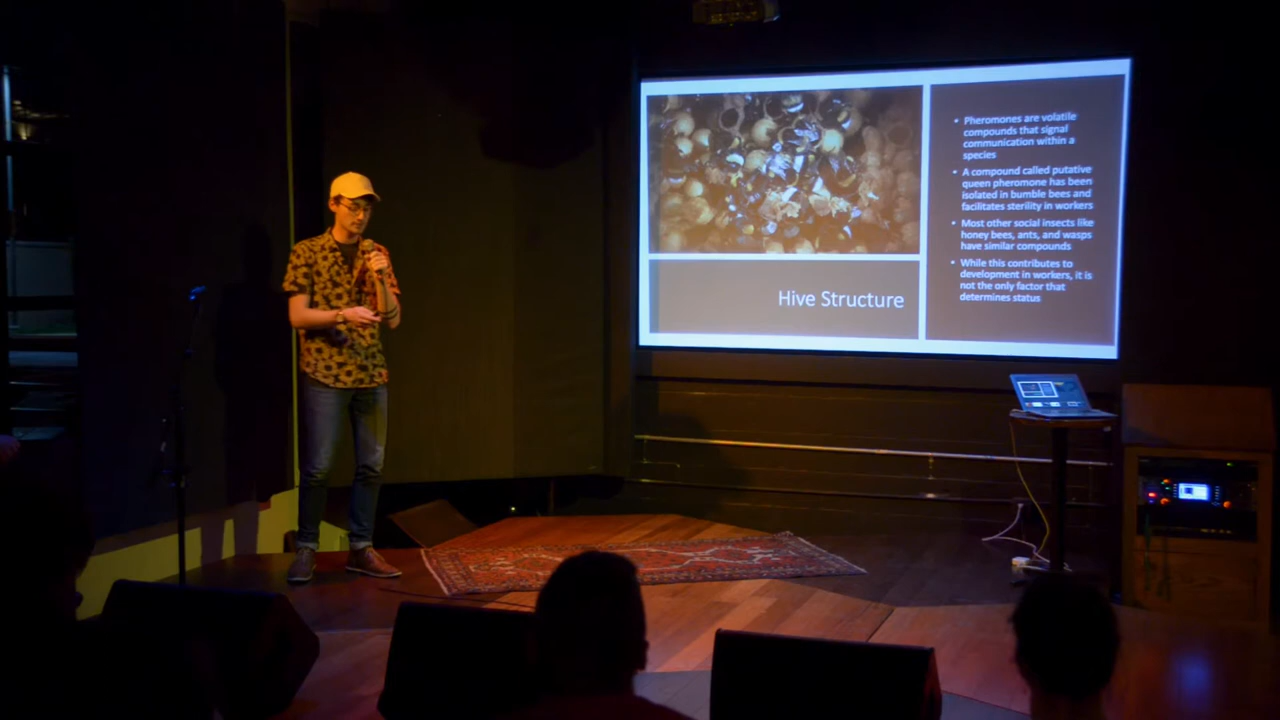 Hive Structure
• Pheromones are volatile
compounds that signal
communication within a
species
• A compound called putative
queen pheromone has been
isolated in bumble bees and
facilitates sterility in workers
• Most other social insects like
honey bees, ants, and wasps
have similar compounds
• While this contributes to
development in workers, it is
not the only factor that
determines status